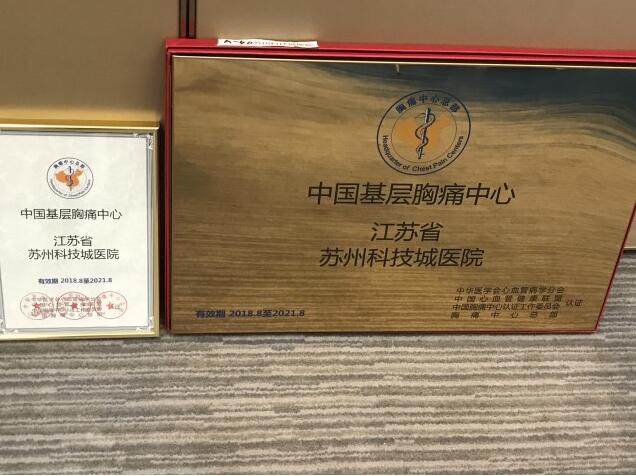 胸痛中心总部
Headquarter of Chest Pain Centers
中国基层胸痛中心
江苏省
苏州科技城医院
有效期 2018.8至2021.8
胸痛中心总部
Headquarter of Chest Pain Centers
中国基层胸痛中心
江苏省
苏州科技城医院
中华医学会心血管病学分会
中国心血管健康联盟
中国胸痛中心认证工作委员会
胸痛中心总部
认证
有效期 2018.8至2021.8